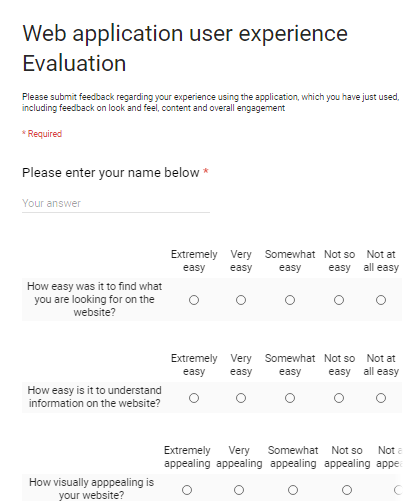 Web application user experience
Evaluation
Please submit feedback regarding your experience using the application, which you have just used,
including feedback on look and feel, content and overall engagement
* Required
Please enter your name below *
Your answer
Extremely easy Very easy Somewhat easy Not so easy Not at all easy
How easy was it to find what
you are looking for on the
website?
Extremely easy Very easy Somewhat easy Not so easy Not at all easy
How easy is it to understand
information on the website?
Extremely appealing Very appealing Somewhat appealing Not so appealing Not
How visually apppealing is
your website?